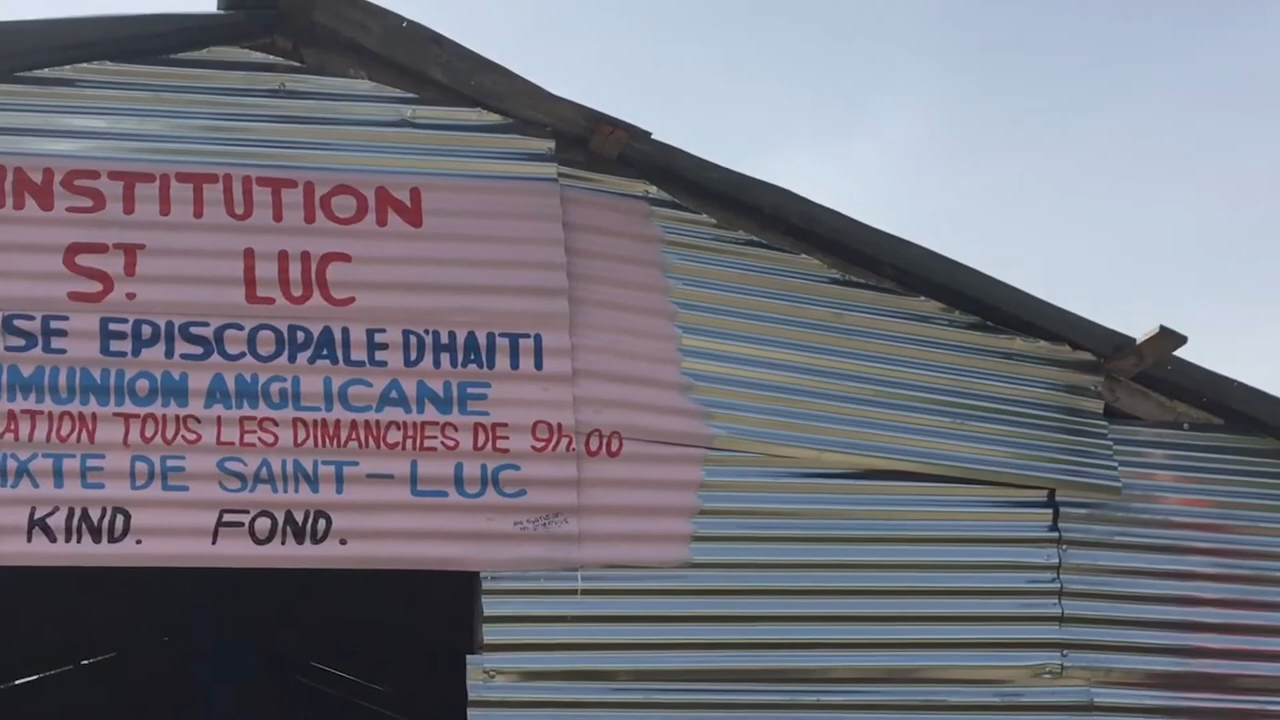 INSTITUTION
ST. LUC
SE EPISCOPALE D'HAITI
MUNION ANGLICANE
ATION TOUS LES DIMANCHES DE 9h.00
IXTE DE SAINT-LUC
KIND. FOND.